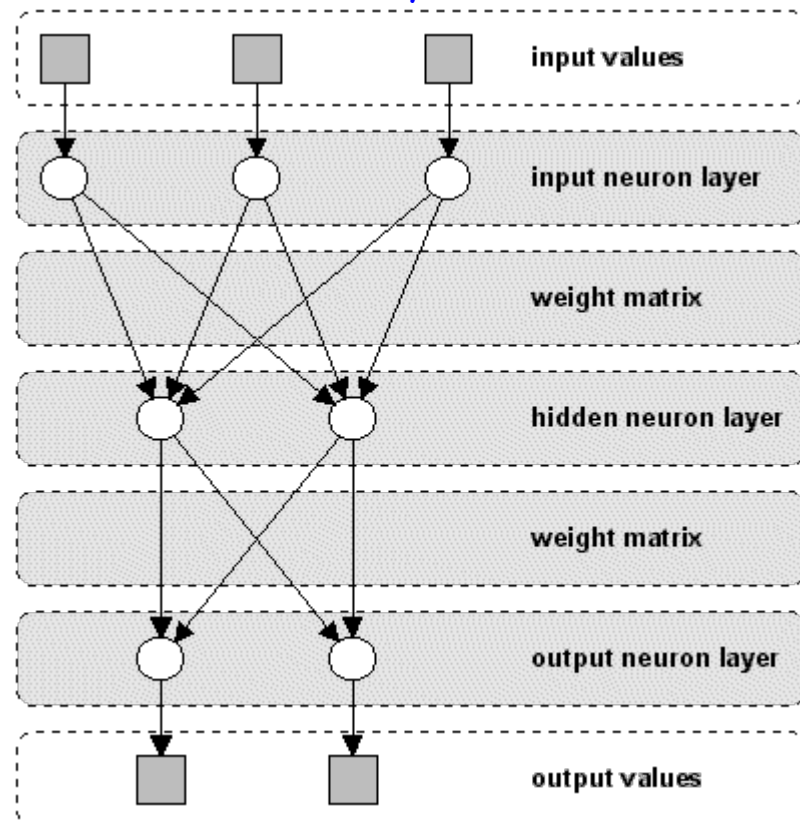 input values
input neuron layer
weight matrix
hidden neuron layer
weight matrix
output neuron layer
output values